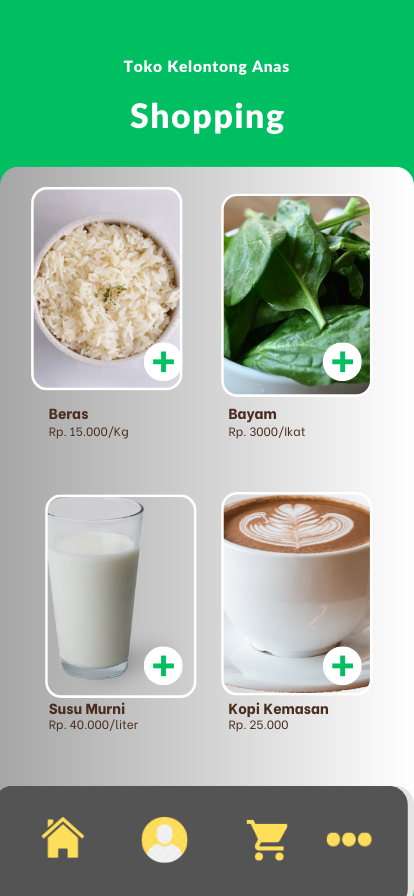 Toko Kelontong Anas
Shopping
Beras
Rp. 15.000/Kg
Bayam
Rp. 3000/Ikat
Susu Murni
Rp. 40.000/liter
Kopi Kemasan
Rp. 25.000